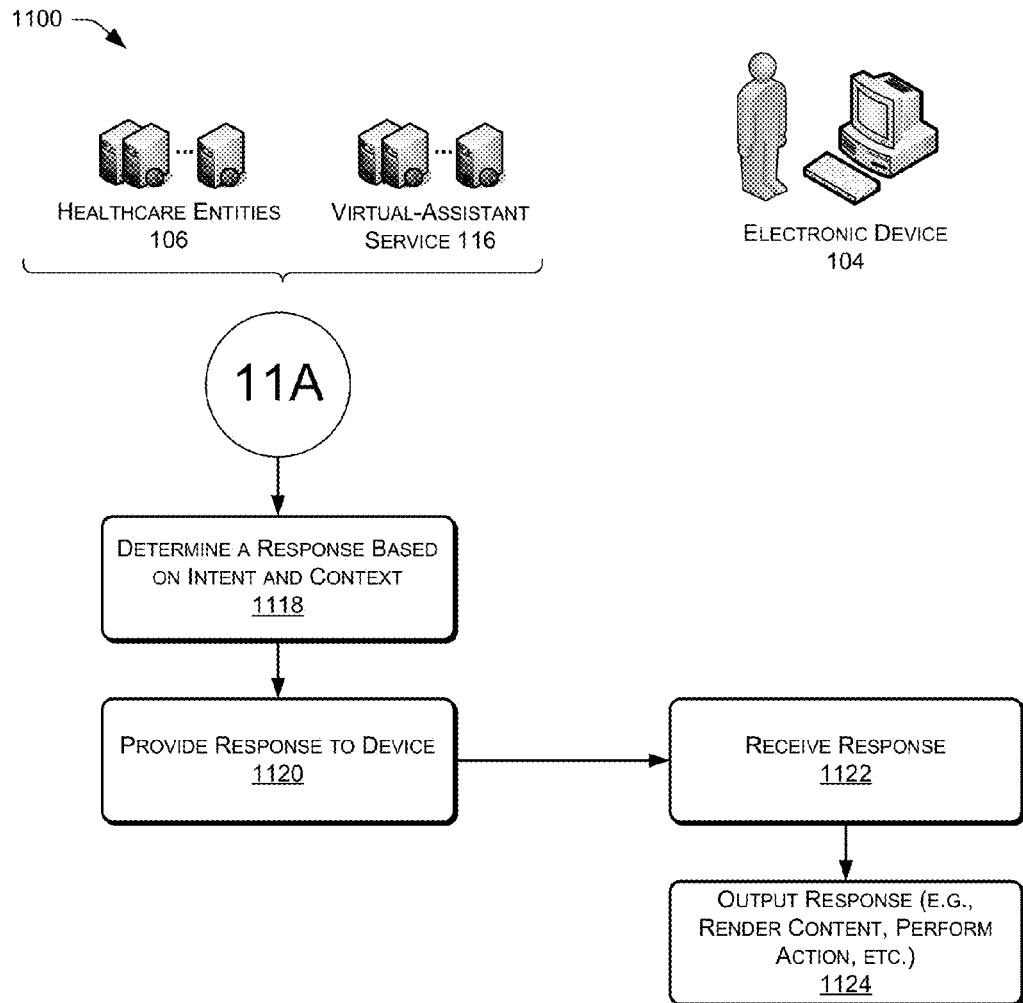 1100
HEALTHCARE ENTITIES
106
VIRTUAL-ASSISTANT
SERVICE 116
ELECTRONIC DEVICE
104
11A
DETERMINE A RESPONSE BASED
ON INTENT AND CONTEXT
1118
PROVIDE RESPONSE TO DEVICE
1120
RECEIVE RESPONSE
1122
OUTPUT RESPONSE (E.G.,
RENDER CONTENT, PERFORM
ACTION, ETC.)
1124